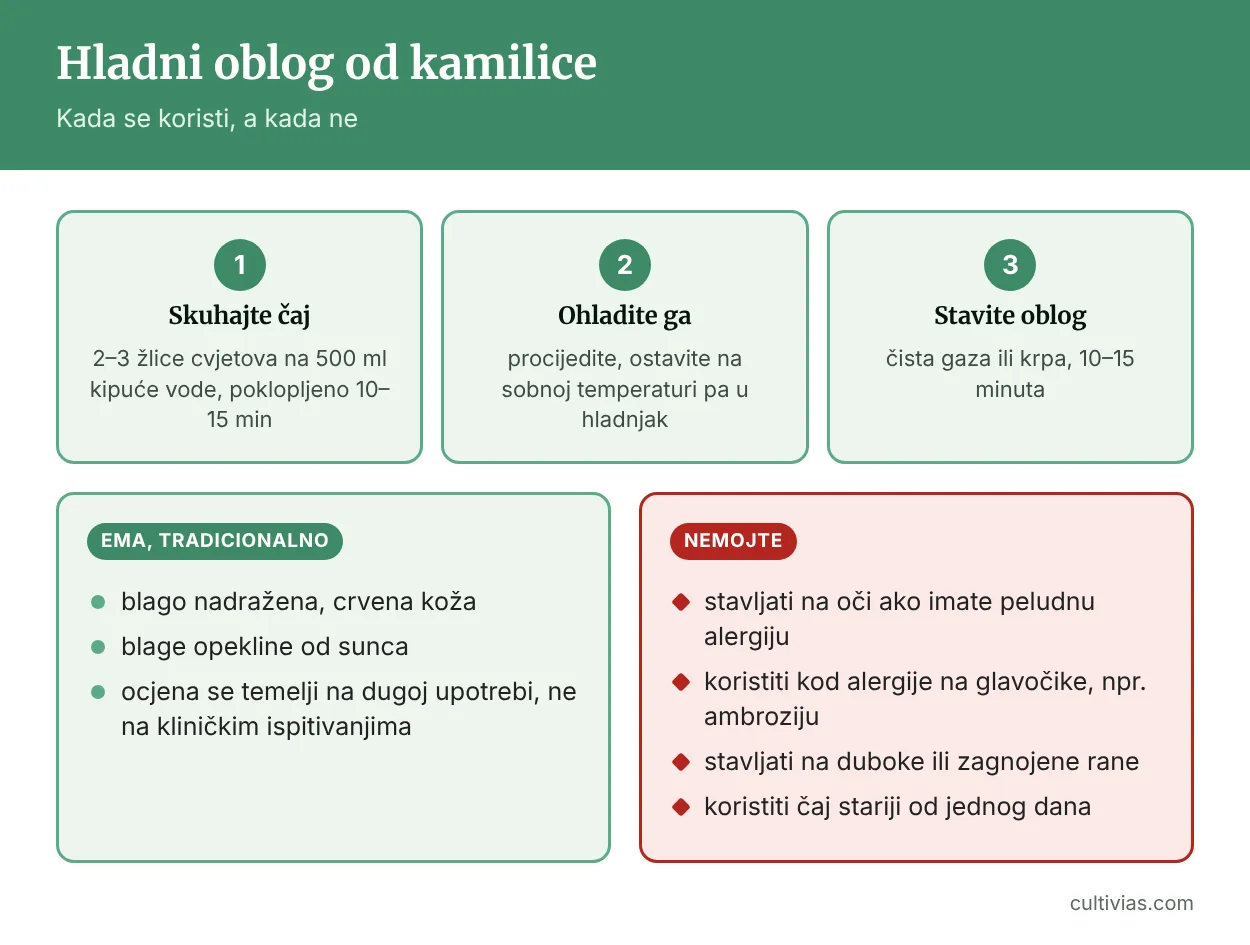 Hladni oblog od kamilice
Kada se koristi, a kada ne
1
Skuhajte čaj
2–3 žlice cvjetova na 500 ml
kipuće vode, poklopljeno 10–
15 min
2
Ohladite ga
procijedite, ostavite na
sobnoj temperaturi pa u
hladnjak
3
Stavite oblog
čista gaza ili krpa, 10–15
minuta
EMA, TRADICIONALNO
blago nadražena, crvena koža
blage opekline od sunca
ocjena se temelji na dugoj upotrebi, ne
na kliničkim ispitivanjima
NEMOJTE
stavljati na oči ako imate peludnu
alergiju
koristiti kod alergije na glavočike, npr.
ambroziju
stavljati na duboke ili zagnojene rane
koristiti čaj stariji od jednog dana
cultivias.com